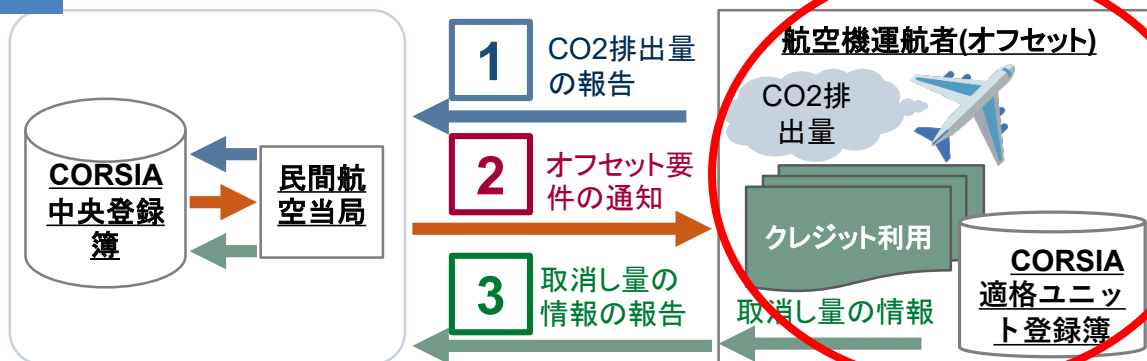 CORSIA
中央登録
簿
民間航
空当局
1
CO2排出量
の報告
2
オフセット要
件の通知
3
取消し量の
情報の報告
航空機運航者(オフセット)
CO2排
出量
クレジット利用
取消し量の情報
CORSIA
適格ユニッ
ト登録簿